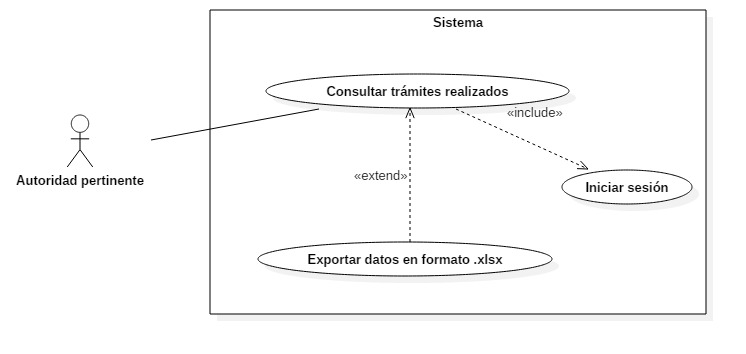 Sistema
Consultar trámites realizados
«include»
Autoridad pertinente
«extend»
Iniciar sesión
Exportar datos en formato .xlsx